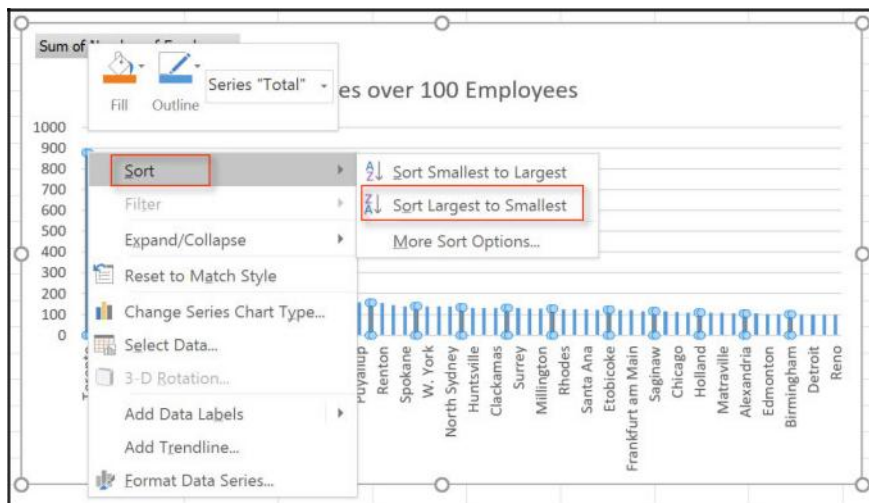 Sum of
Series "Total"
Fill Outline
es over 100 Employees
1000
900
800
700
600
500
400
300
200
100
0
Sort
Filter
Expand/Collapse
Reset to Match Style
Change Series Chart Type...
Select Data...
3-D Rotation...
Add Data Labels
Add Trendline...
Format Data Series...
Sort Smallest to Largest
Sort Largest to Smallest
More Sort Options...
Puyallup
Renton
Spokane
W. York
North Sydney
Huntsville
Clackamas
Surrey
Millington
Rhodes
Santa Ana
Etobicoke
Frankfurt am Main
Saginaw
Chicago
Holland
Matraville
Alexandria
Edmonton
Birmingham
Detroit
Reno